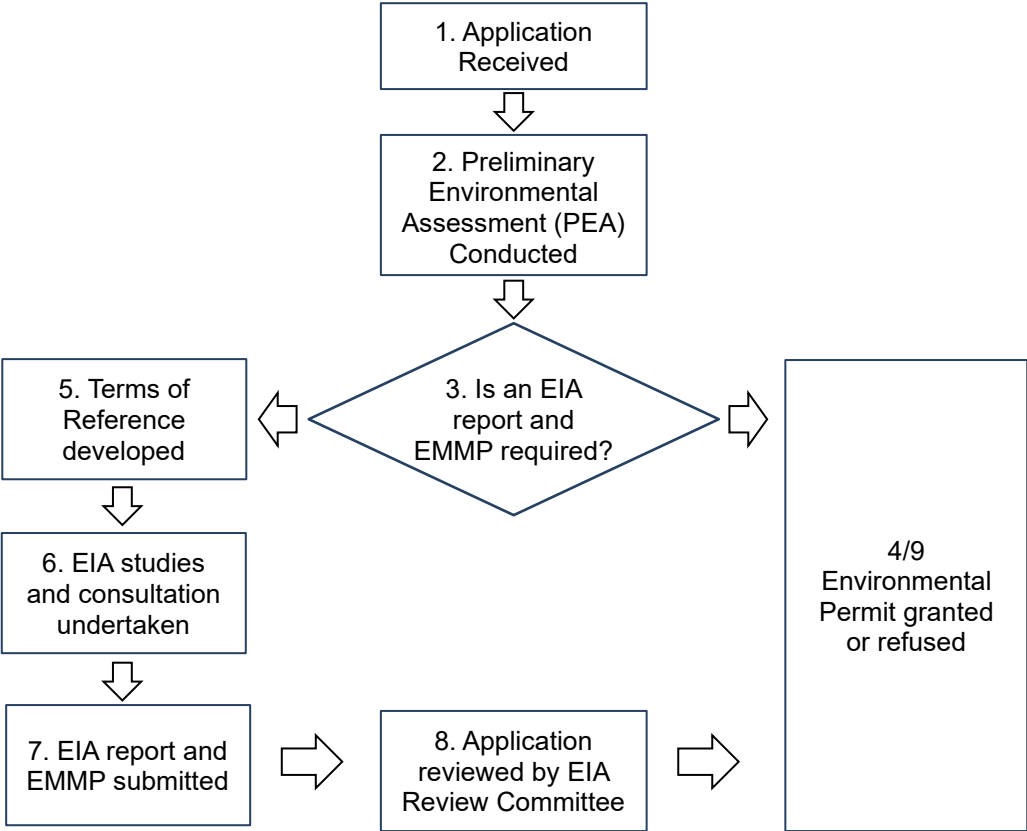 1. Application
Received
2. Preliminary
Environmental
Assessment (PEA)
Conducted
3. Is an EIA
report and
EMMP required?
4/9
Environmental
Permit granted
or refused
5. Terms of
Reference
developed
6. EIA studies
and consultation
undertaken
7. EIA report and
EMMP submitted
8. Application
reviewed by EIA
Review Committee